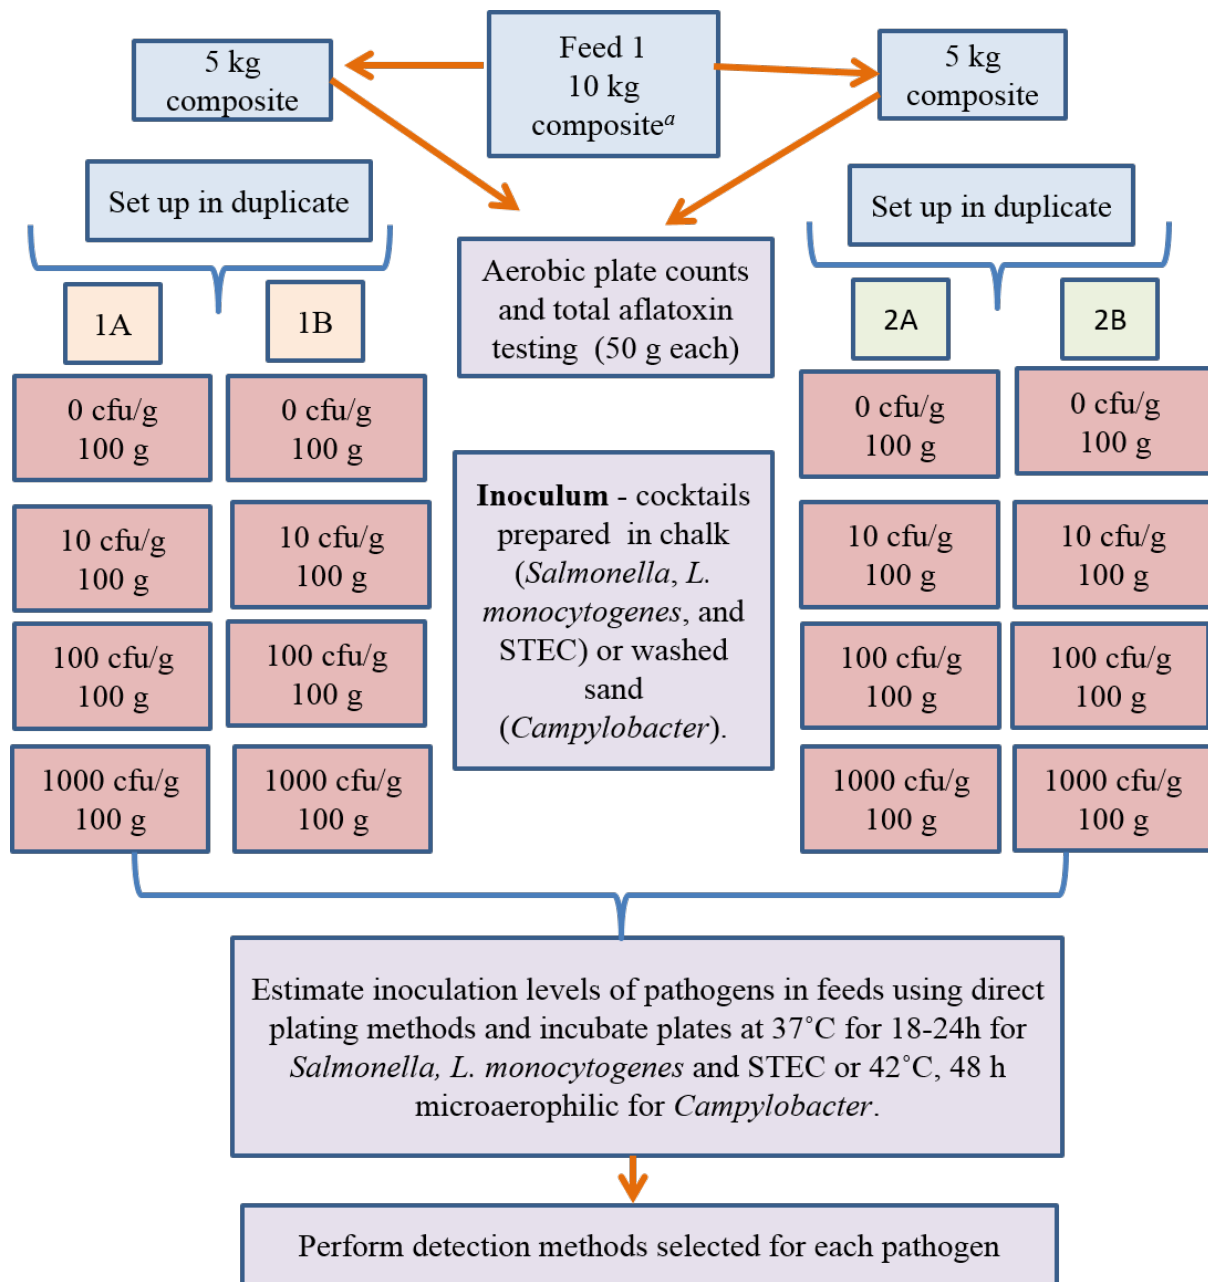 5 kg
composite
Feed 1
10 kg
compositeᵃ
5 kg
composite
Set up in duplicate
Set up in duplicate
Aerobic plate counts
and total aflatoxin
testing (50 g each)
1A
1B
2A
2B
0 cfu/g
100 g
0 cfu/g
100 g
0 cfu/g
100 g
0 cfu/g
100 g
10 cfu/g
100 g
10 cfu/g
100 g
10 cfu/g
100 g
10 cfu/g
100 g
100 cfu/g
100 g
100 cfu/g
100 g
100 cfu/g
100 g
100 cfu/g
100 g
1000 cfu/g
100 g
1000 cfu/g
100 g
1000 cfu/g
100 g
1000 cfu/g
100 g
Inoculum - cocktails
prepared in chalk
(Salmonella, L.
monocytogenes, and
STEC) or washed
sand
(Campylobacter).
Estimate inoculation levels of pathogens in feeds using direct
plating methods and incubate plates at 37˚C for 18-24h for
Salmonella, L. monocytogenes and STEC or 42˚C, 48 h
microaerophilic for Campylobacter.
Perform detection methods selected for each pathogen